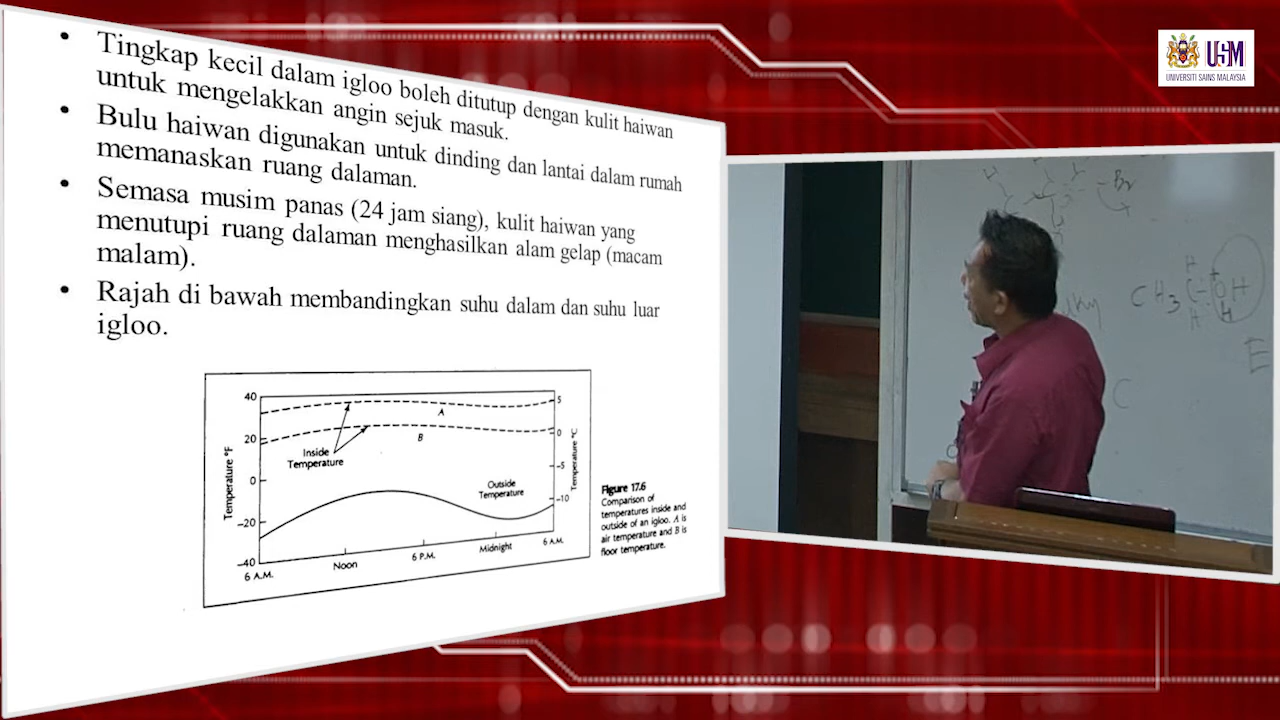 • Tingkap kecil dalam igloo boleh ditutup dengan kulit haiwan
untuk mengelakkan angin sejuk masuk.
• Bulu haiwan digunakan untuk dinding dan lantai dalam rumah
memanaskan ruang dalaman.
• Semasa musim panas (24 jam siang), kulit haiwan yang
menutupi ruang dalaman menghasilkan alam gelap (macam
malam).
• Rajah di bawah membandingkan suhu dalam dan suhu luar
igloo.
40
20
0
−20
−40
Temperature °F
A
B
Inside
Temperature
Outside
Temperature
5
0
−5
−10
Temperature °C
6 A.M.
Noon
6 P.M.
Midnight
6 A.M.
Figure 17.6
Comparison of
temperatures inside and
outside of an igloo. A is
air temperature and B is
floor temperature.
USM
UNIVERSITI SAINS MALAYSIA
Br
H
CH3 C OH
H
H
E
C